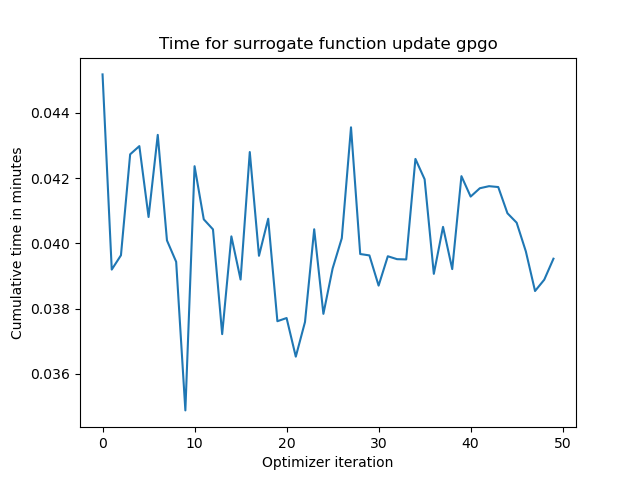 Time for surrogate function update gpgo
Cumulative time in minutes
0.044
0.042
0.040
0.038
0.036
0 10 20 30 40 50
Optimizer iteration